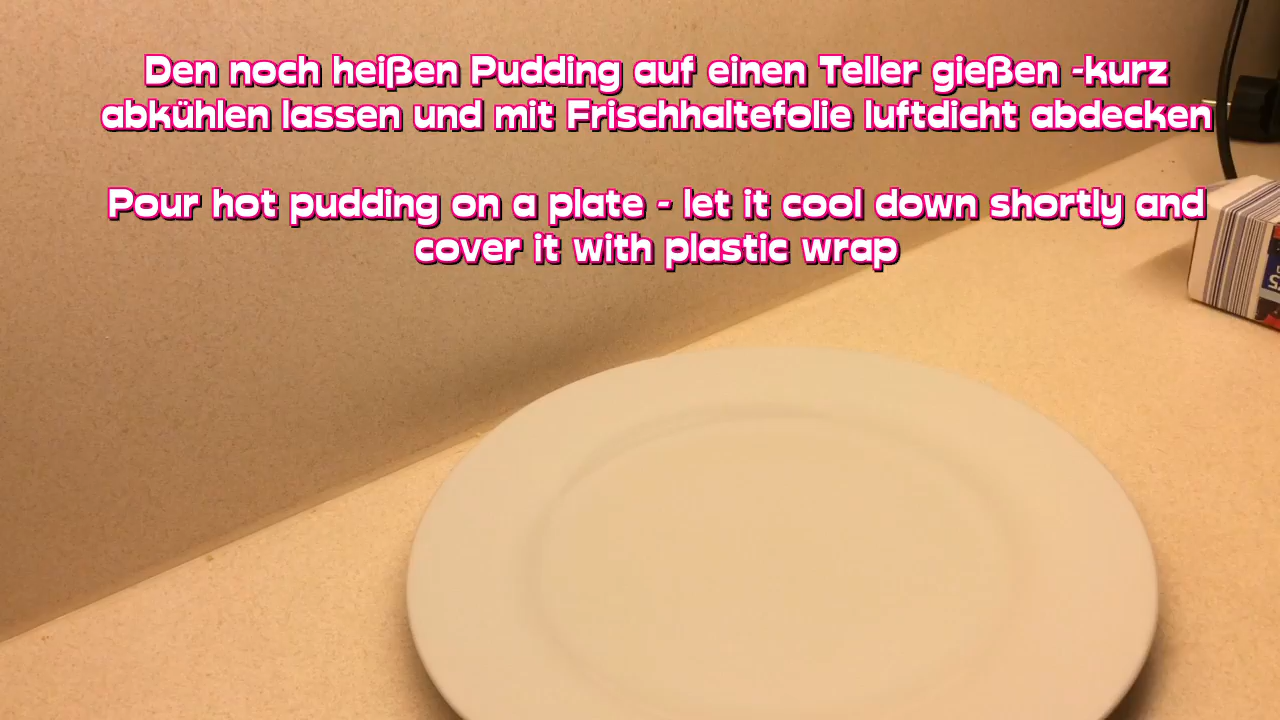 Den noch heißen Pudding auf einen Teller gießen -kurz
abkühlen lassen und mit Frischhaltefolie luftdicht abdecken
Pour hot pudding on a plate - let it cool down shortly and
cover it with plastic wrap